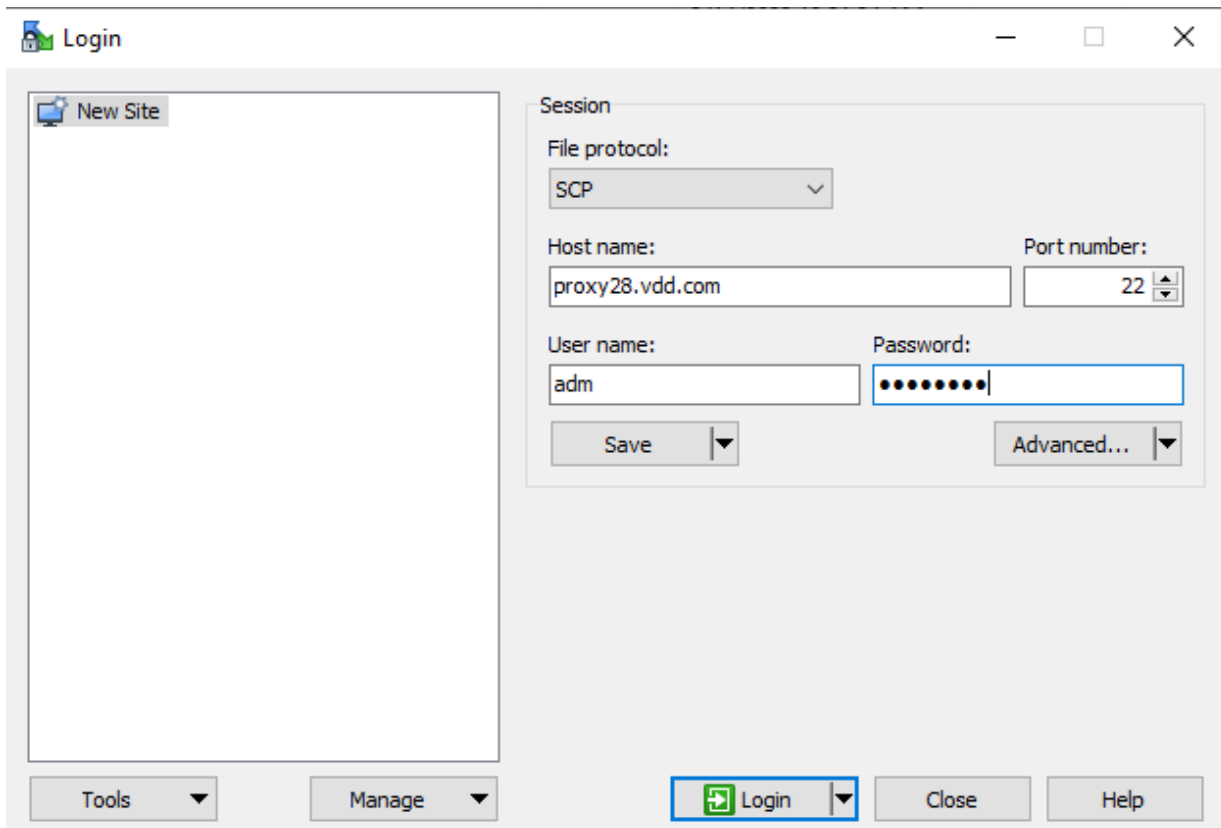 Login
New Site
Session
File protocol:
SCP
Host name: Port number:
proxy28.vdd.com 22
User name: Password:
adm ••••••••
Save Advanced...
Tools Manage Login Close Help